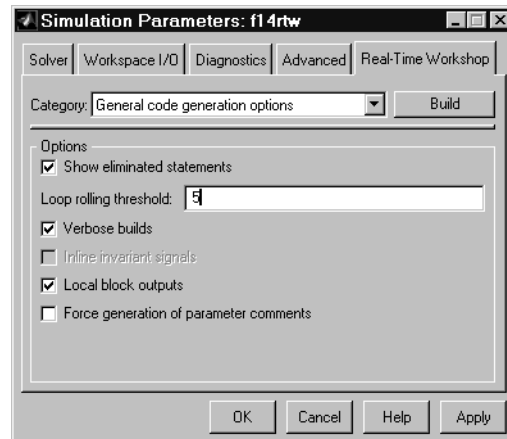 Simulation Parameters: f14rtw
Solver Workspace I/O Diagnostics Advanced Real-Time Workshop
Category: General code generation options Build
Options
Show eliminated statements
Loop rolling threshold: 5
Verbose builds
Inline invariant signals
Local block outputs
Force generation of parameter comments
OK Cancel Help Apply